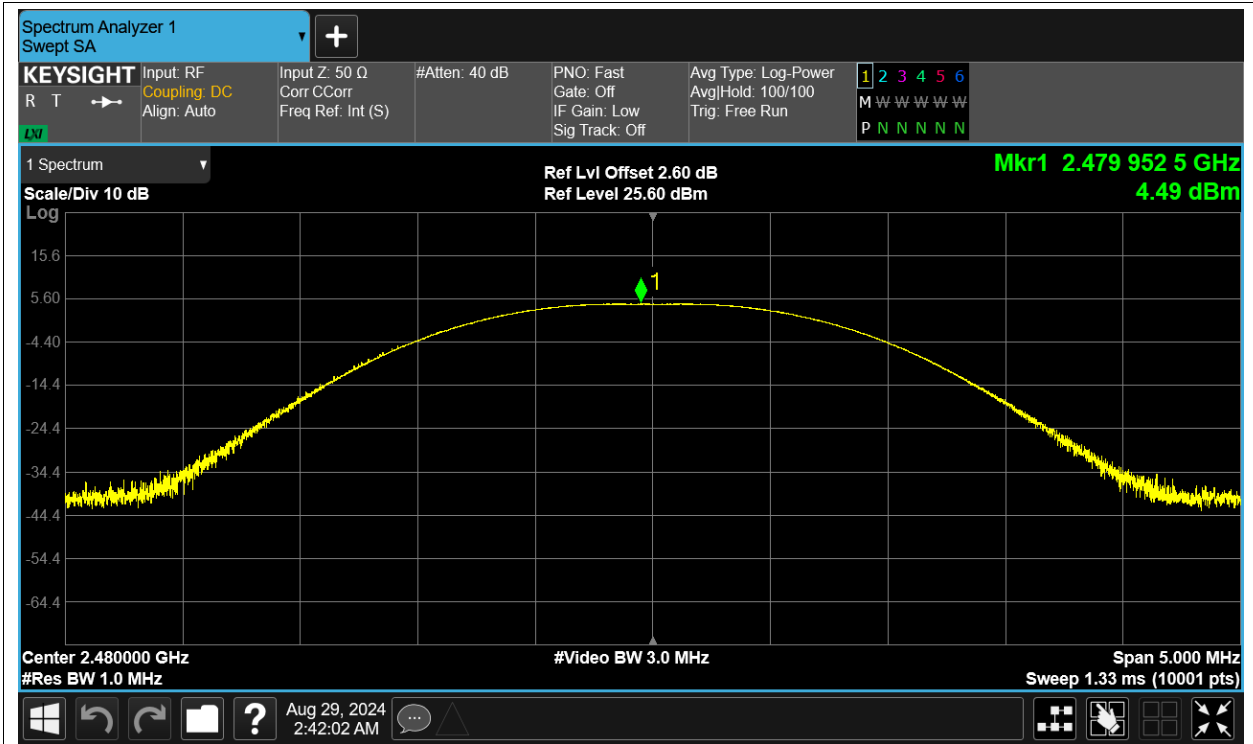 Spectrum Analyzer 1
Swept SA
KEYSIGHT
R T
LXI
Input: RF
Coupling: DC
Align: Auto
Input Z: 50 Ω
Corr CCorr
Freq Ref: Int (S)
#Atten: 40 dB
PNO: Fast
Gate: Off
IF Gain: Low
Sig Track: Off
Avg Type: Log-Power
Avg|Hold: 100/100
Trig: Free Run
1 2 3 4 5 6
M W W W W W
P N N N N N
1 Spectrum
Scale/Div 10 dB
Log
Ref Lvl Offset 2.60 dB
Ref Level 25.60 dBm
Mkr1 2.479 952 5 GHz
4.49 dBm
15.6
5.60
-4.40
-14.4
-24.4
-34.4
-44.4
-54.4
-64.4
1
Center 2.480000 GHz
#Res BW 1.0 MHz
#Video BW 3.0 MHz
Span 5.000 MHz
Sweep 1.33 ms (10001 pts)
?
Aug 29, 2024
2:42:02 AM